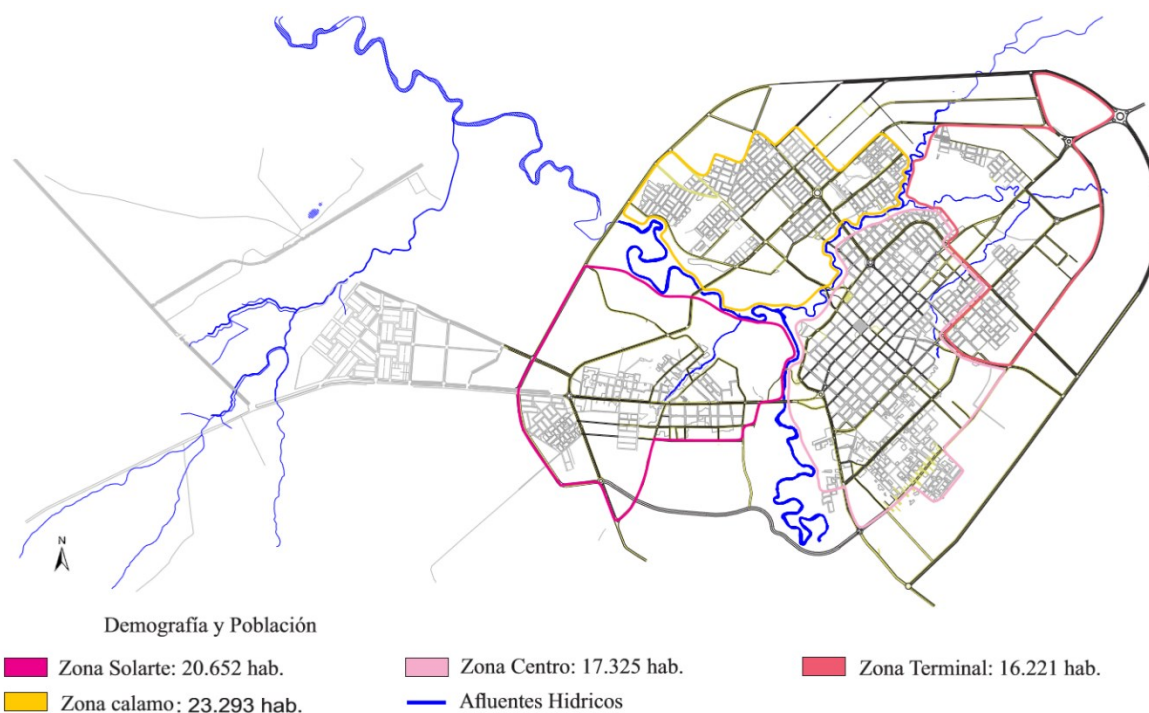 N
Demografía y Población
Zona Solarte: 20.652 hab.
Zona Centro: 17.325 hab.
Zona Terminal: 16.221 hab.
Zona calamo: 23.293 hab.
Afluentes Hidricos